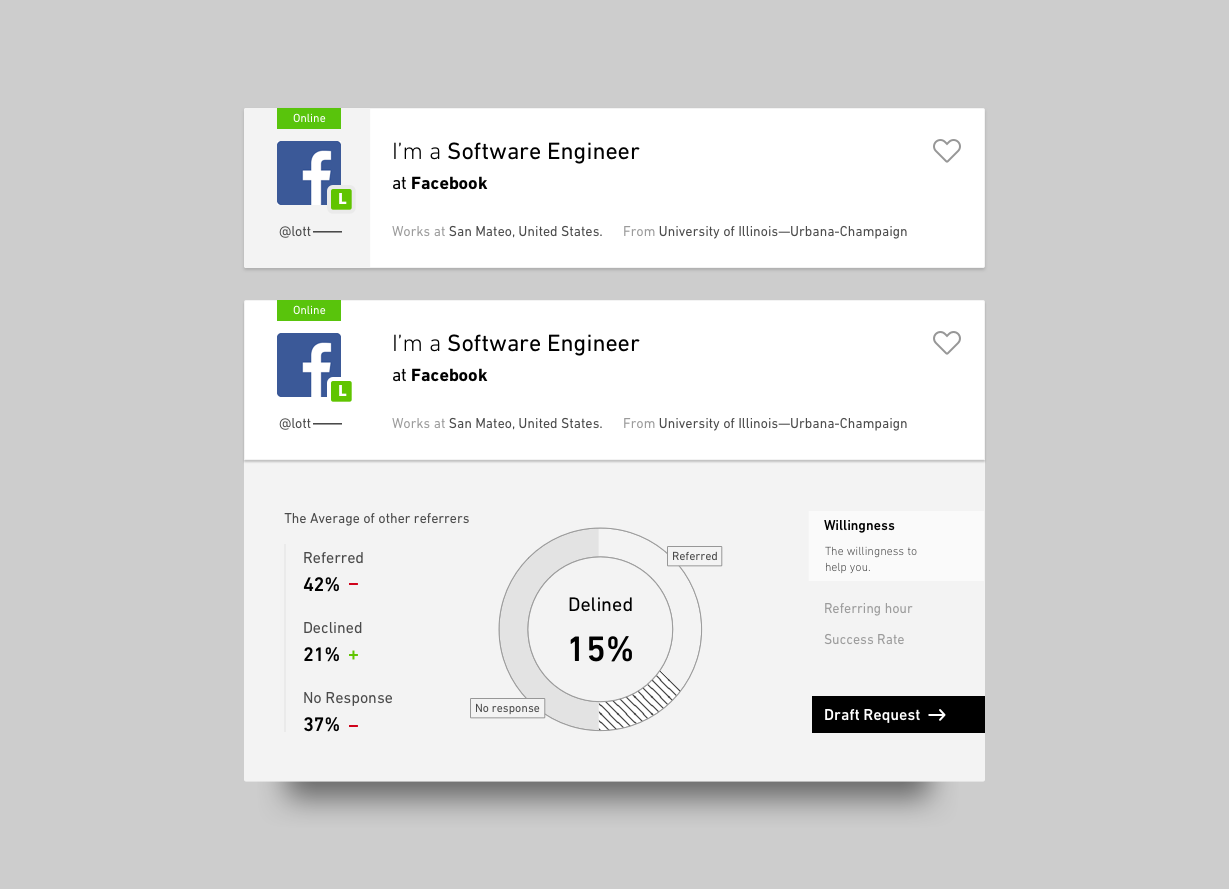 Online
I'm a Software Engineer
at Facebook
f
L
@lott
Works at San Mateo, United States. From University of Illinois—Urbana-Champaign
Online
I'm a Software Engineer
at Facebook
f
L
@lott
Works at San Mateo, United States. From University of Illinois—Urbana-Champaign
The Average of other referrers
Referred
42% –
Declined
21% +
No Response
37% –
Referred
Delined
15%
No response
Willingness
The willingness to
help you.
Referring hour
Success Rate
Draft Request →